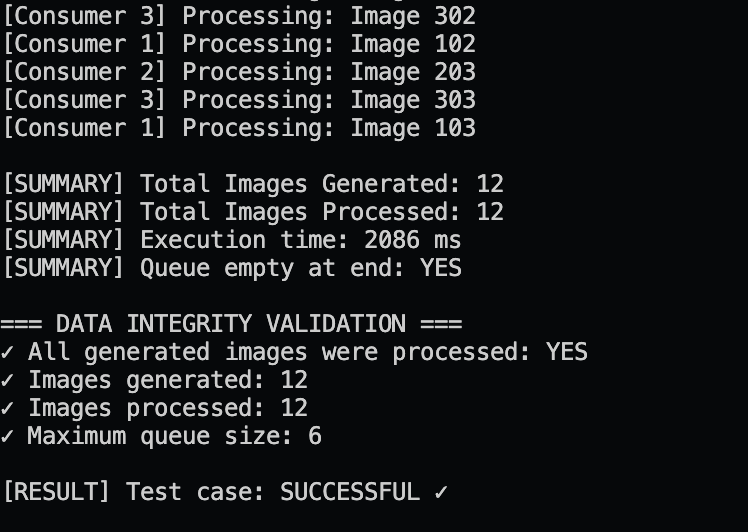 [Consumer 3] Processing: Image 302
[Consumer 1] Processing: Image 102
[Consumer 2] Processing: Image 203
[Consumer 3] Processing: Image 303
[Consumer 1] Processing: Image 103
[SUMMARY] Total Images Generated: 12
[SUMMARY] Total Images Processed: 12
[SUMMARY] Execution time: 2086 ms
[SUMMARY] Queue empty at end: YES
=== DATA INTEGRITY VALIDATION ===
✓ All generated images were processed: YES
✓ Images generated: 12
✓ Images processed: 12
✓ Maximum queue size: 6
[RESULT] Test case: SUCCESSFUL ✓